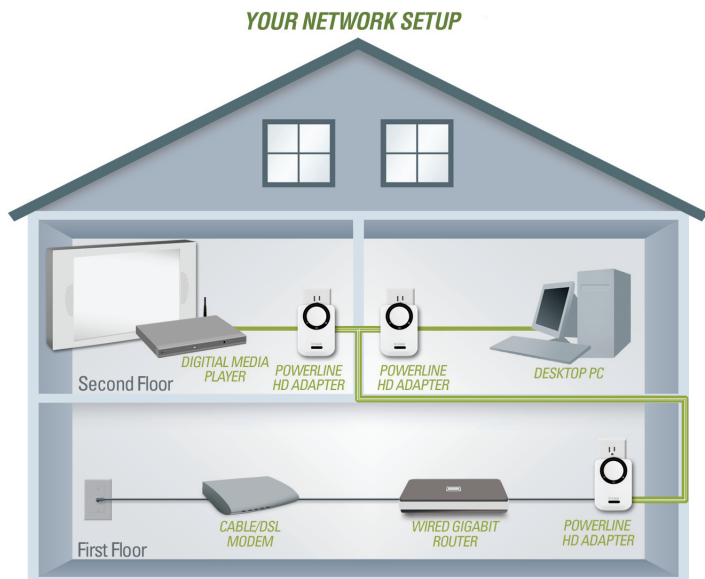 YOUR NETWORK SETUP
DIGITIAL MEDIA
PLAYER
POWERLINE
HD ADAPTER
POWERLINE
HD ADAPTER
DESKTOP PC
Second Floor
CABLE/DSL
MODEM
WIRED GIGABIT
ROUTER
POWERLINE
HD ADAPTER
First Floor